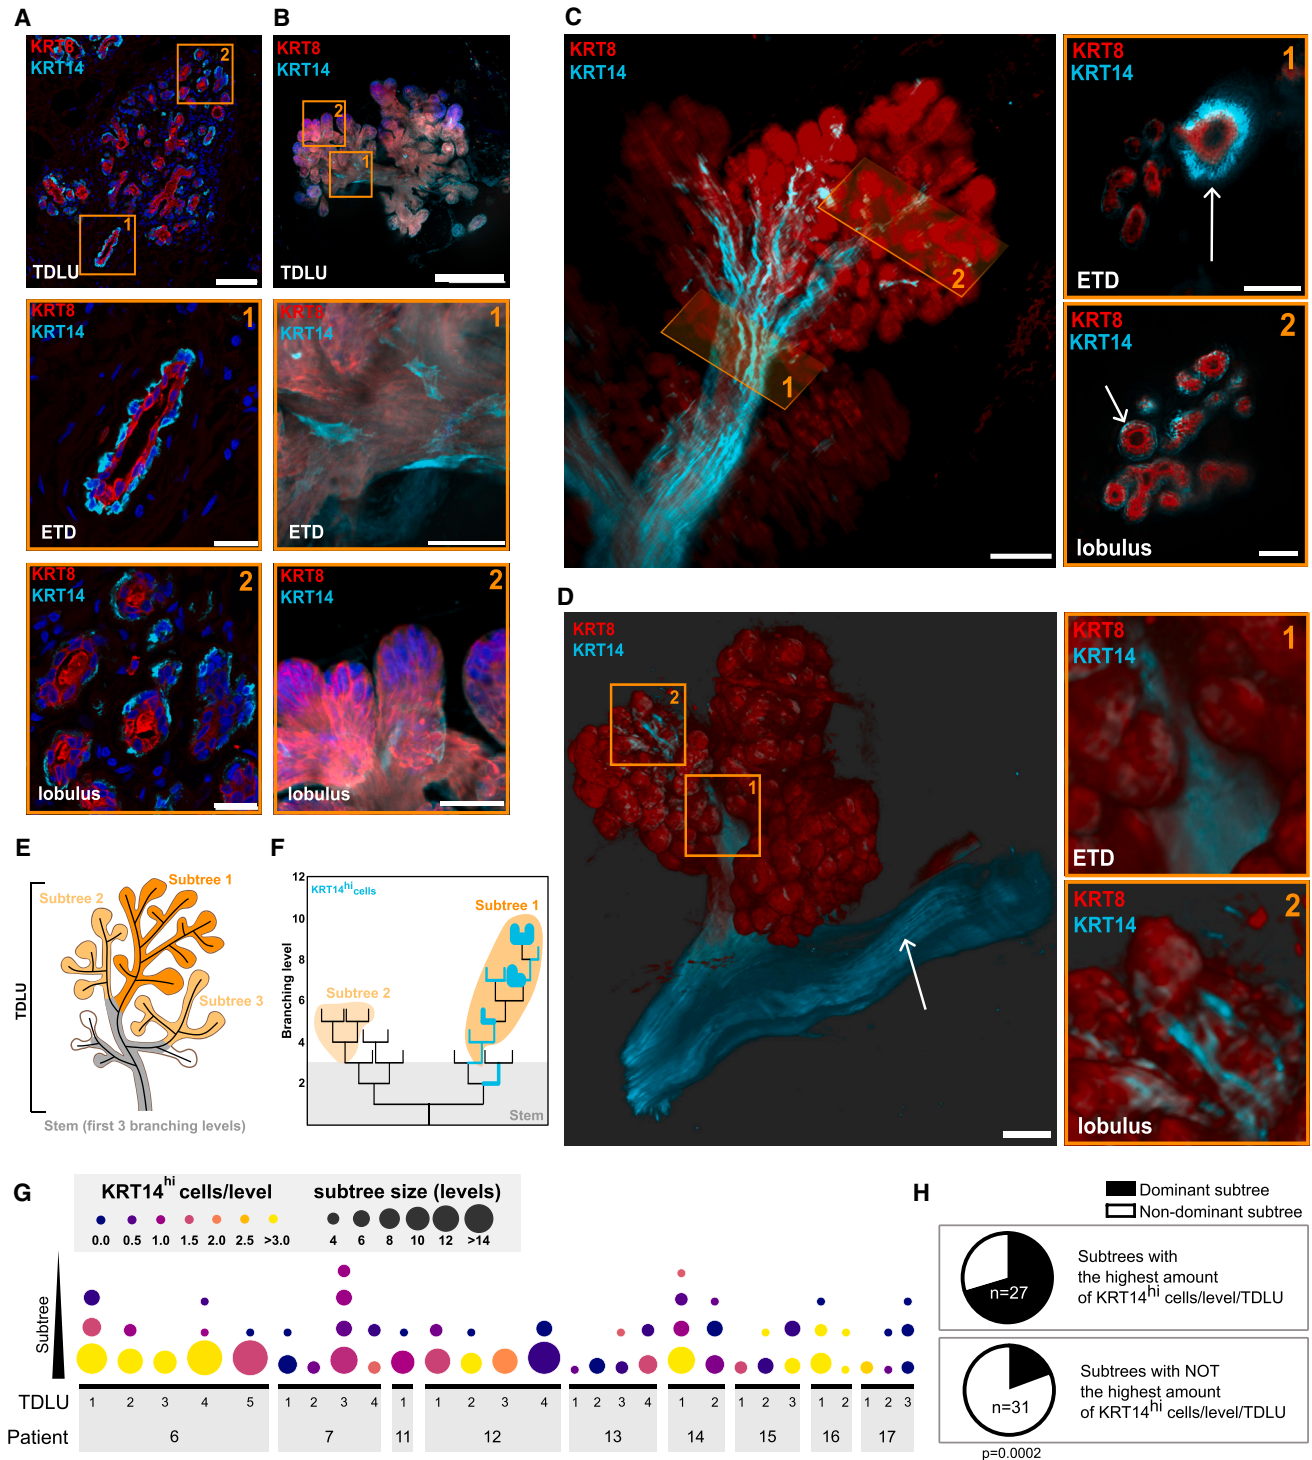 A
KRT8
KRT14
2
1
TDLU
KRT8
KRT14
1
ETD
KRT8
KRT14
2
lobulus
B
KRT8
KRT14
2
1
TDLU
KRT8
KRT14
1
ETD
KRT8
KRT14
2
lobulus
C
KRT8
KRT14
1
2
KRT8
KRT14
1
ETD
KRT8
KRT14
2
lobulus
D
KRT8
KRT14
2
1
KRT8
KRT14
1
ETD
KRT8
KRT14
2
lobulus
E
TDLU
Subtree 1
Subtree 2
Subtree 3
Stem (first 3 branching levels)
F
Branching level
12
10
8
6
4
2
KRT14hi cells
Subtree 1
Subtree 2
Stem
G
KRT14hi cells/level
0.0 0.5 1.0 1.5 2.0 2.5 >3.0
subtree size (levels)
4 6 8 10 12 >14
Subtree
TDLU 1 2 3 4 5 1 2 3 4 1 1 2 3 4 1 2 3 4 1 2 1 2 3 1 2 1 2 3
Patient 6 7 11 12 13 14 15 16 17
H
Dominant subtree
Non-dominant subtree
n=27
Subtrees with
the highest amount
of KRT14hi cells/level/TDLU
n=31
Subtrees with NOT
the highest amount
of KRT14hi cells/level/TDLU
p=0.0002